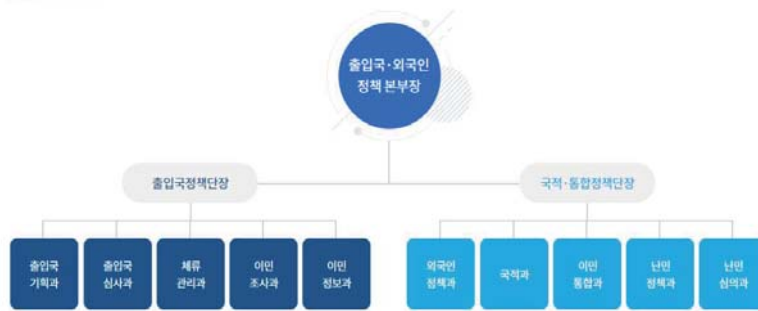 출입국·외국인
정책 본부장
출입국정책단장
국적·통합정책단장
출입국
기획과
출입국
심사과
체류
관리과
이민
조사과
이민
정보과
외국인
정책과
국적과
이민
통합과
난민
정책과
난민
심의과